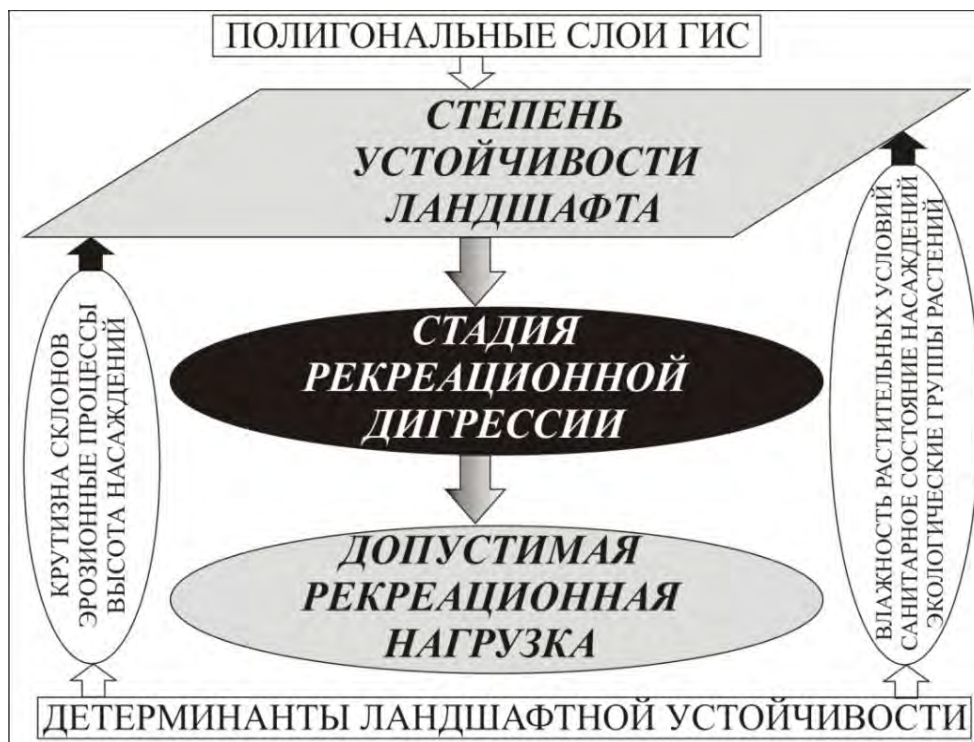 ПОЛИГОНАЛЬНЫЕ СЛОИ ГИС
СТЕПЕНЬ
УСТОЙЧИВОСТИ
ЛАНДШАФТА
КРУТИЗНА СКЛОНОВ
ЭРОЗИОННЫЕ ПРОЦЕССЫ
ВЫСОТА НАСАЖДЕНИЙ
СТАДИЯ
РЕКРЕАЦИОННОЙ
ДИГРЕССИИ
ДОПУСТИМАЯ
РЕКРЕАЦИОННАЯ
НАГРУЗКА
ВЛАЖНОСТЬ РАСТИТЕЛЬНЫХ УСЛОВИЙ
САНИТАРНОЕ СОСТОЯНИЕ НАСАЖДЕНИЙ
ЭКОЛОГИЧЕСКИЕ ГРУППЫ РАСТЕНИЙ
ДЕТЕРМИНАНТЫ ЛАНДШАФТНОЙ УСТОЙЧИВОСТИ